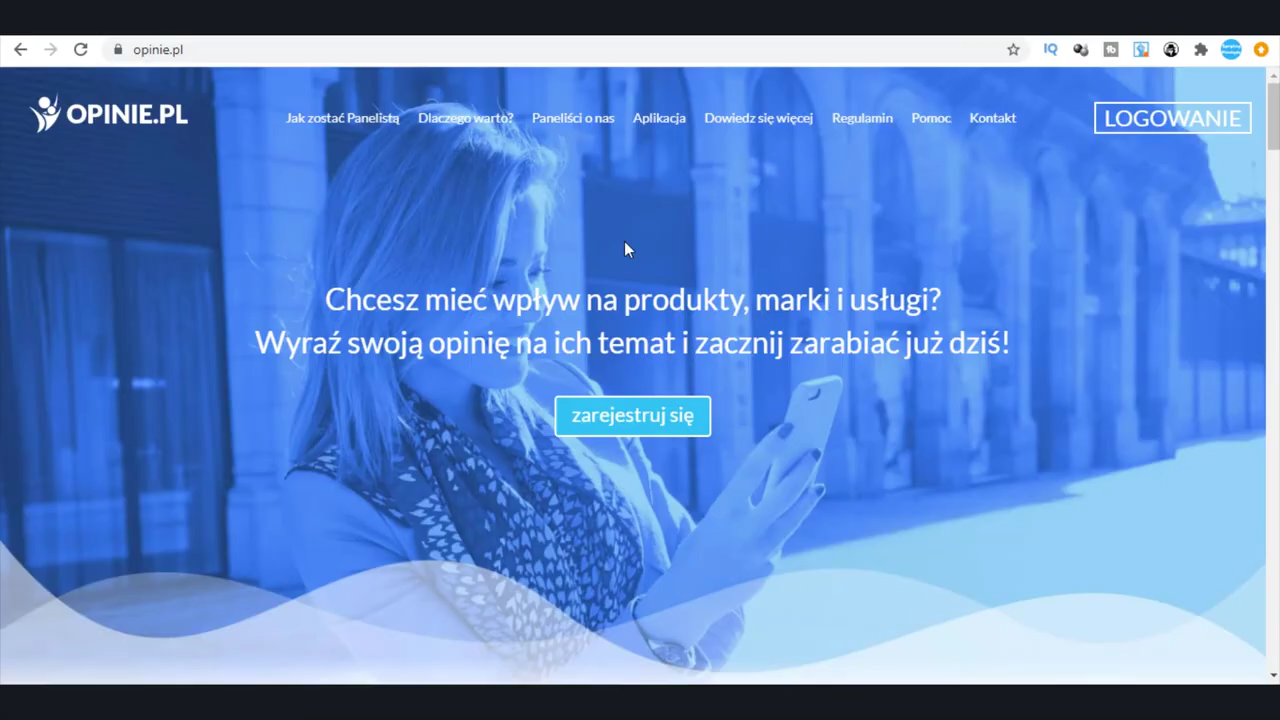 opinie.pl
IQ
OPINIE.PL
Jak zostać Panelistą Dlaczego warto? Paneliści o nas Aplikacja Dowiedz się więcej Regulamin Pomoc Kontakt
LOGOWANIE
Chcesz mieć wpływ na produkty, marki i usługi?
Wyraź swoją opinię na ich temat i zacznij zarabiać już dziś!
zarejestruj się